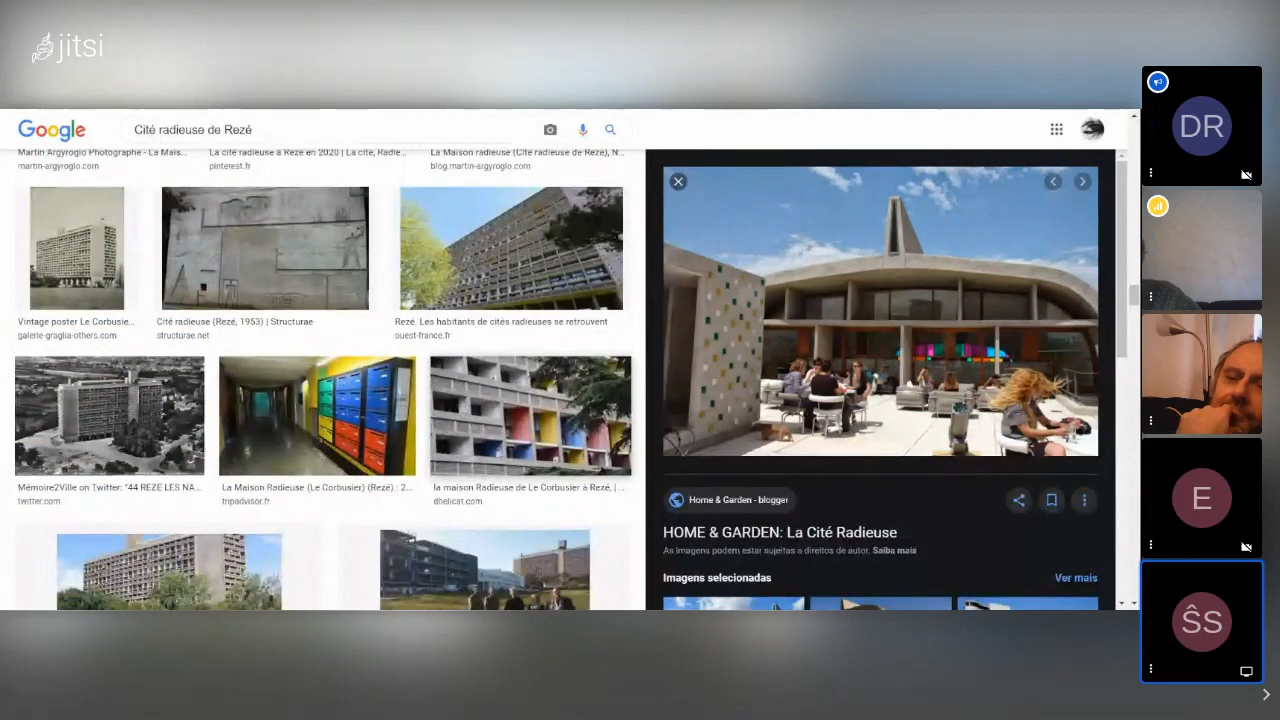 jitsi
Google
Cité radieuse de Rezé
Martin Argyroglo Photographe - La Mais...
martin-argyroglo.com
La cité radieuse à Rezé en 2020 | La cité, Radie...
pinterest.fr
La Maison radieuse (Cité radieuse de Rezé), N...
blog.martin-argyroglo.com
Vintage poster Le Corbusie...
galerie-graglia-others.com
Cité radieuse (Rezé, 1953) | Structurae
structurae.net
Rezé. Les habitants de cités radieuses se retrouvent
ouest-france.fr
Mémoire2Ville on Twitter: "44 REZE LES NA...
twitter.com
La Maison Radieuse (Le Corbusier) (Rezé) : 2...
tripadvisor.fr
la maison Radieuse de Le Corbusier à Rezé, | ...
dhelicat.com
Home & Garden - blogger
HOME & GARDEN: La Cité Radieuse
As imagens podem estar sujeitas a direitos de autor. Saiba mais
Imagens selecionadas
Ver mais
DR
E
ŜS